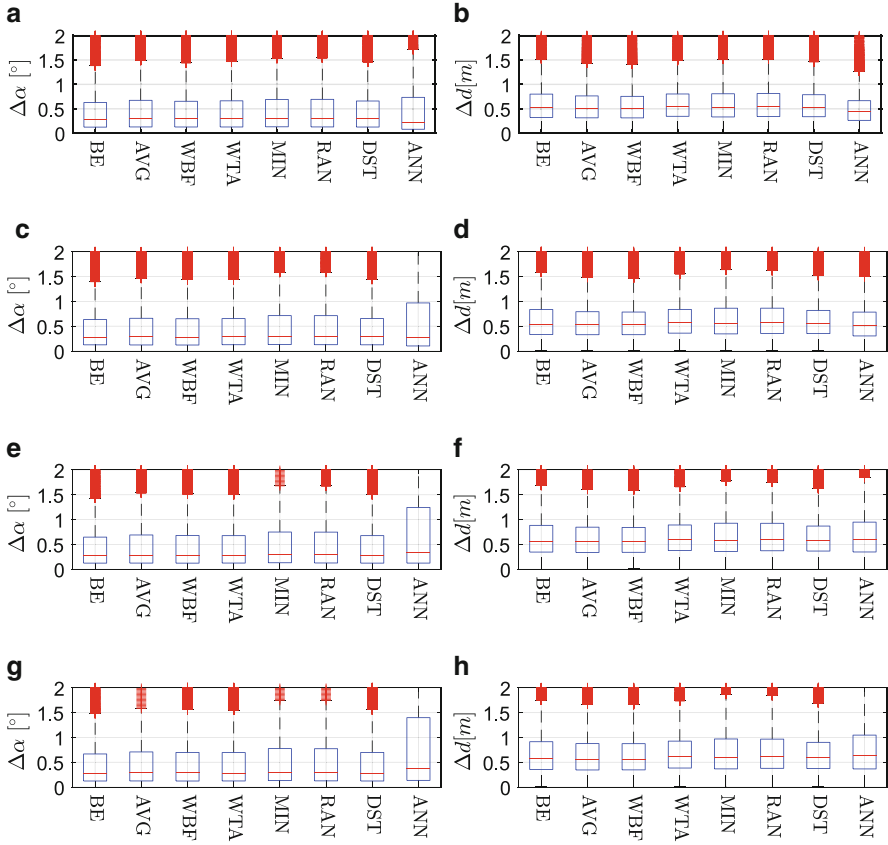 a
Δα [°]
2
1.5
1
0.5
0
BE
AVG
WBF
WTA
MIN
RAN
DST
ANN
b
Δd[m]
2
1.5
1
0.5
0
BE
AVG
WBF
WTA
MIN
RAN
DST
ANN
c
Δα [°]
2
1.5
1
0.5
0
BE
AVG
WBF
WTA
MIN
RAN
DST
ANN
d
Δd[m]
2
1.5
1
0.5
0
BE
AVG
WBF
WTA
MIN
RAN
DST
ANN
e
Δα [°]
2
1.5
1
0.5
0
BE
AVG
WBF
WTA
MIN
RAN
DST
ANN
f
Δd[m]
2
1.5
1
0.5
0
BE
AVG
WBF
WTA
MIN
RAN
DST
ANN
g
Δα [°]
2
1.5
1
0.5
0
BE
AVG
WBF
WTA
MIN
RAN
DST
ANN
h
Δd[m]
2
1.5
1
0.5
0
BE
AVG
WBF
WTA
MIN
RAN
DST
ANN